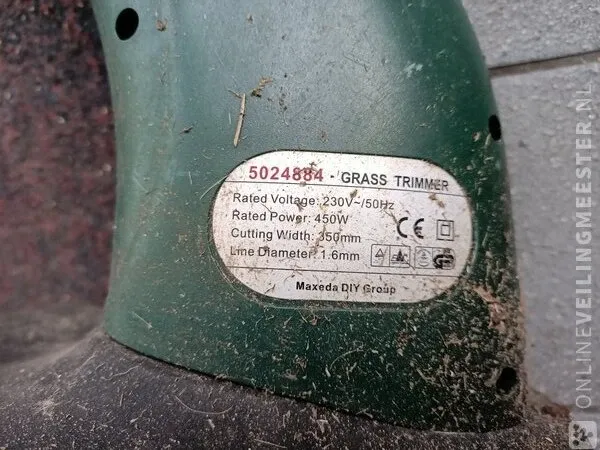 5024884 - GRASS TRIMMER
Rated Voltage: 230V~/50Hz
Rated Power: 450W
Cutting Width: 350mm
Line Diameter: 1.6mm
CE
GS
Maxeda DIY Group
ONLINEVEILINGMEESTER.NL